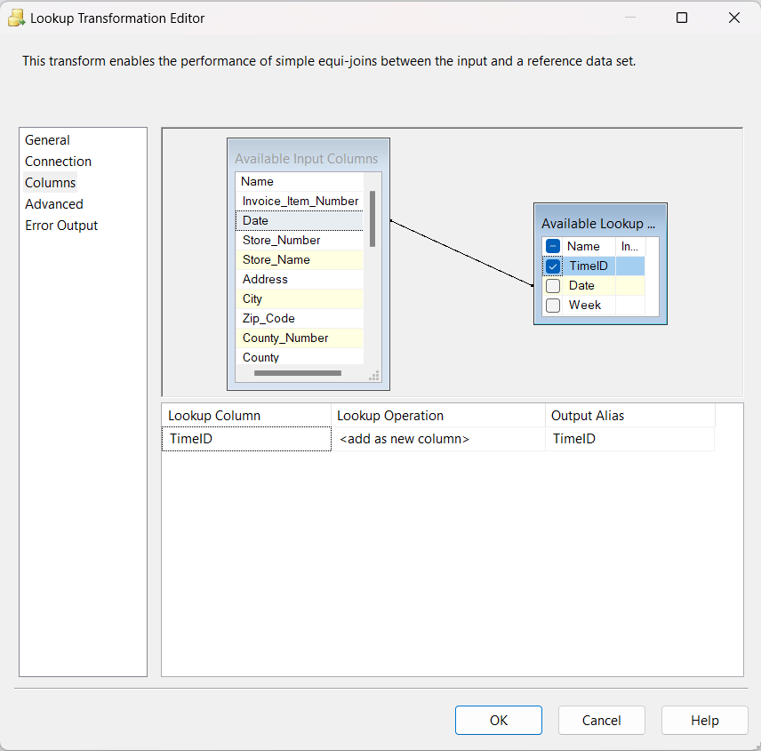 Lookup Transformation Editor
This transform enables the performance of simple equi-joins between the input and a reference data set.
General
Connection
Columns
Advanced
Error Output
Available Input Columns
Name
Invoice_Item_Number
Date
Store_Number
Store_Name
Address
City
Zip_Code
County_Number
County
Available Lookup ...
Name In...
TimeID
Date
Week
Lookup Column Lookup Operation Output Alias
TimeID <add as new column> TimeID
OK Cancel Help